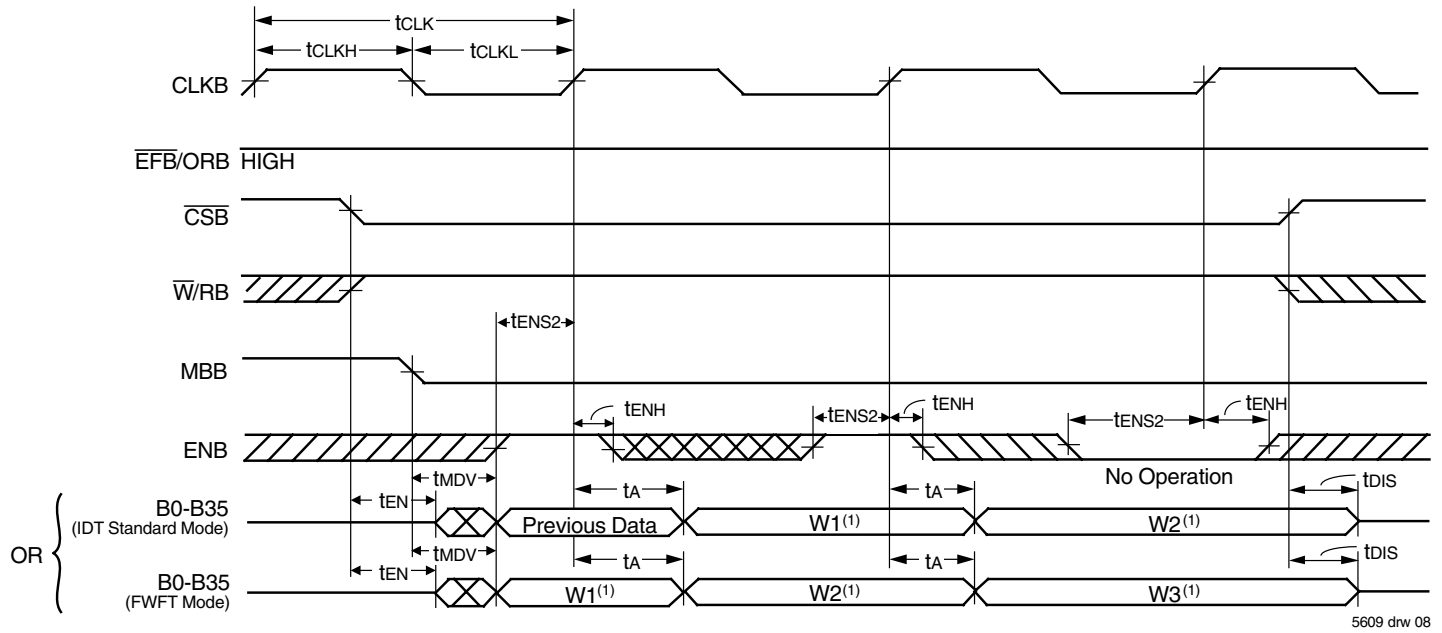 tCLK
tCLKH
tCLKL
CLKB
EFB/ORB HIGH
CSB
W/RB
tENS2
MBB
tENH
tENS2
tENH
tENS2
tENH
ENB
No Operation
tMDV
tEN
tA
tA
tDIS
B0-B35
(IDT Standard Mode)
Previous Data
W1(1)
W2(1)
OR
tMDV
tEN
tA
tA
tDIS
B0-B35
(FWFT Mode)
W1(1)
W2(1)
W3(1)
5609 drw 08